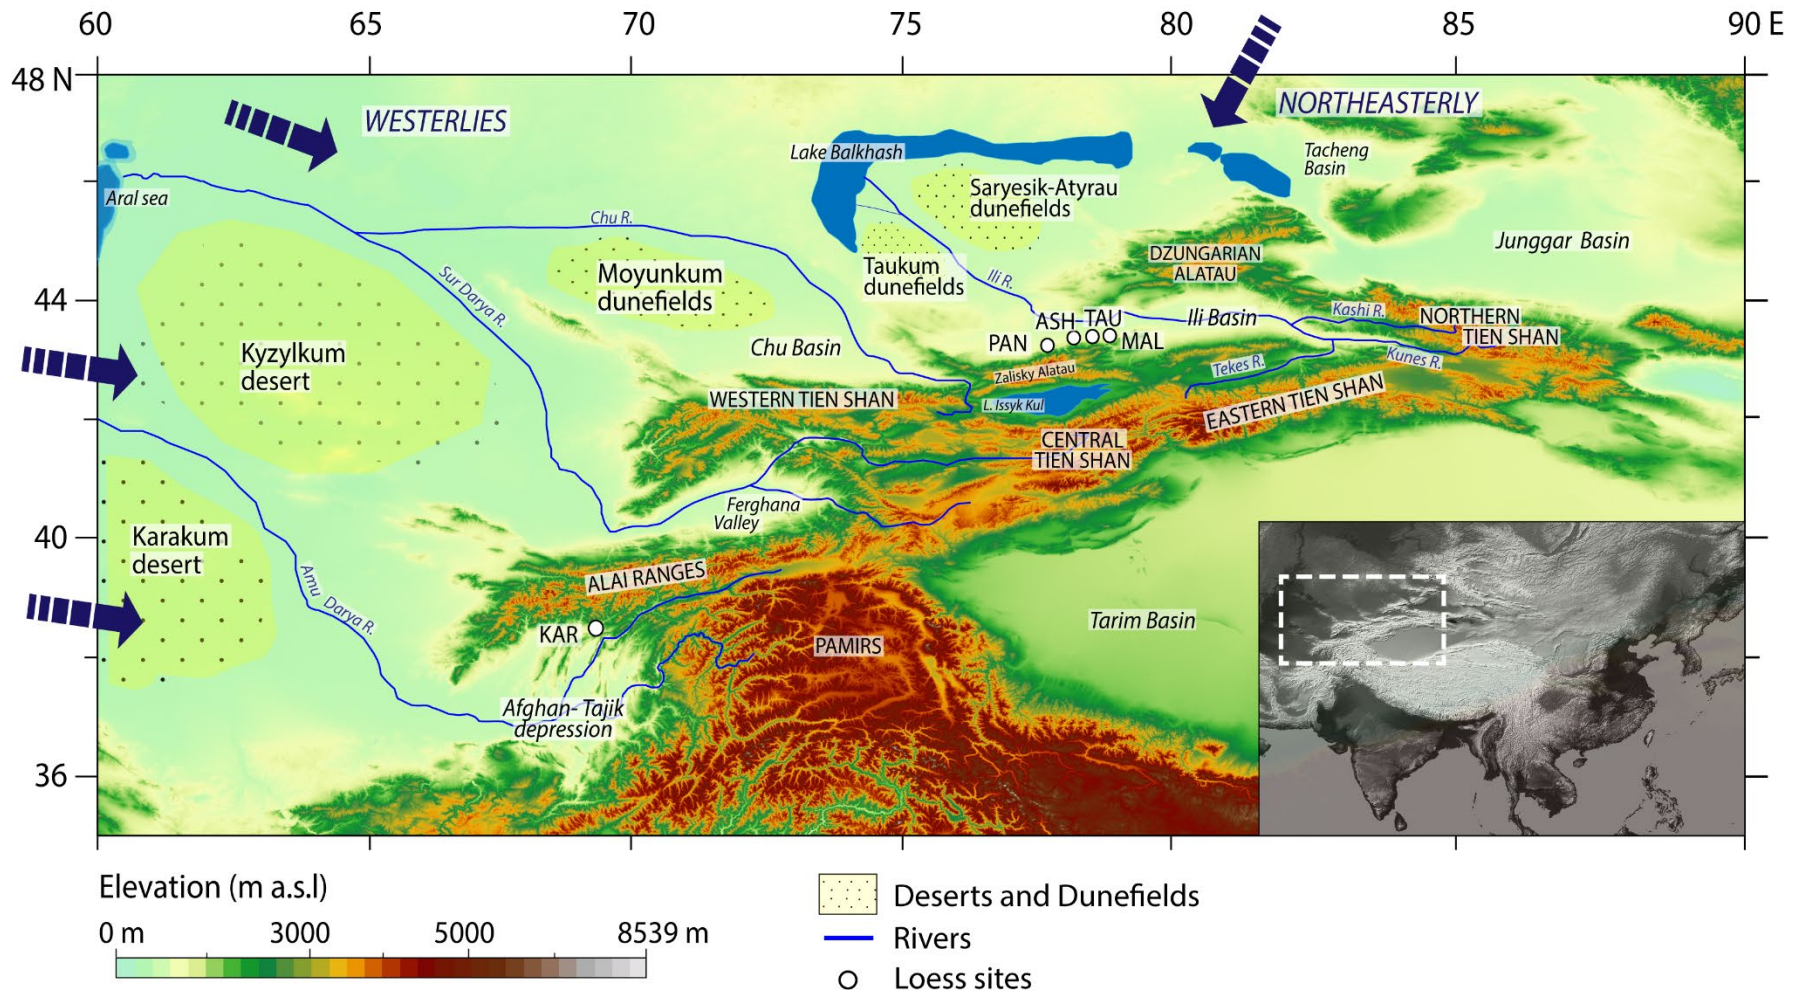 60
65
70
75
80
85
90 E
48 N
44
40
36
WESTERLIES
NORTHEASTERLY
Lake Balkhash
Tacheng
Basin
Aral sea
Saryesik-Atyrau
dunefields
Chu R.
Junggar Basin
Sur Darya R.
Moyunkum
dunefields
Taukum
dunefields
Ili R.
DZUNGARIAN
ALATAU
Kyzylkum
desert
Chu Basin
PAN
ASH
TAU
MAL
Ili Basin
Kashi R.
NORTHERN
TIEN SHAN
Kunes R.
Tekes R.
Zalisky Alatau
L. Issyk Kul
WESTERN TIEN SHAN
EASTERN TIEN SHAN
CENTRAL
TIEN SHAN
Ferghana
Valley
Karakum
desert
Amu Darya R.
ALAI RANGES
KAR
PAMIRS
Tarim Basin
Afghan-Tajik
depression
Elevation (m a.s.l)
0 m
3000
5000
8539 m
Deserts and Dunefields
Rivers
Loess sites